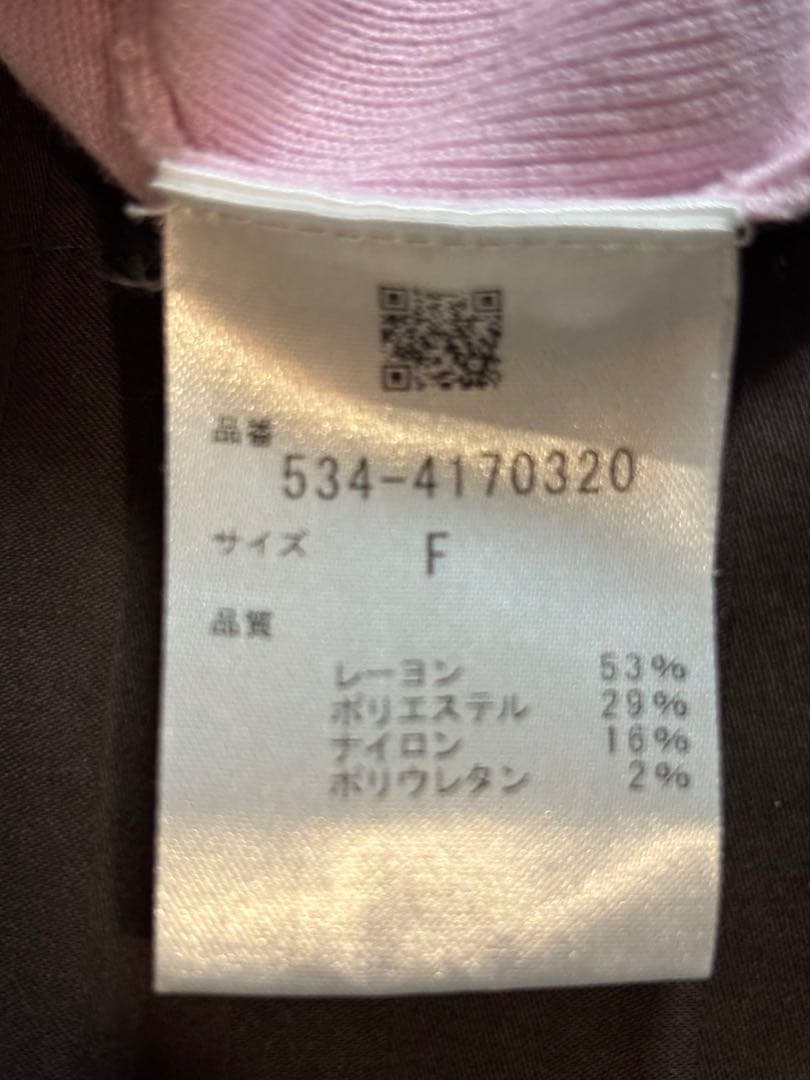 品番
534-4170320
サイズ F
品質
レーヨン 53%
ポリエステル 29%
ナイロン 16%
ポリウレタン 2%